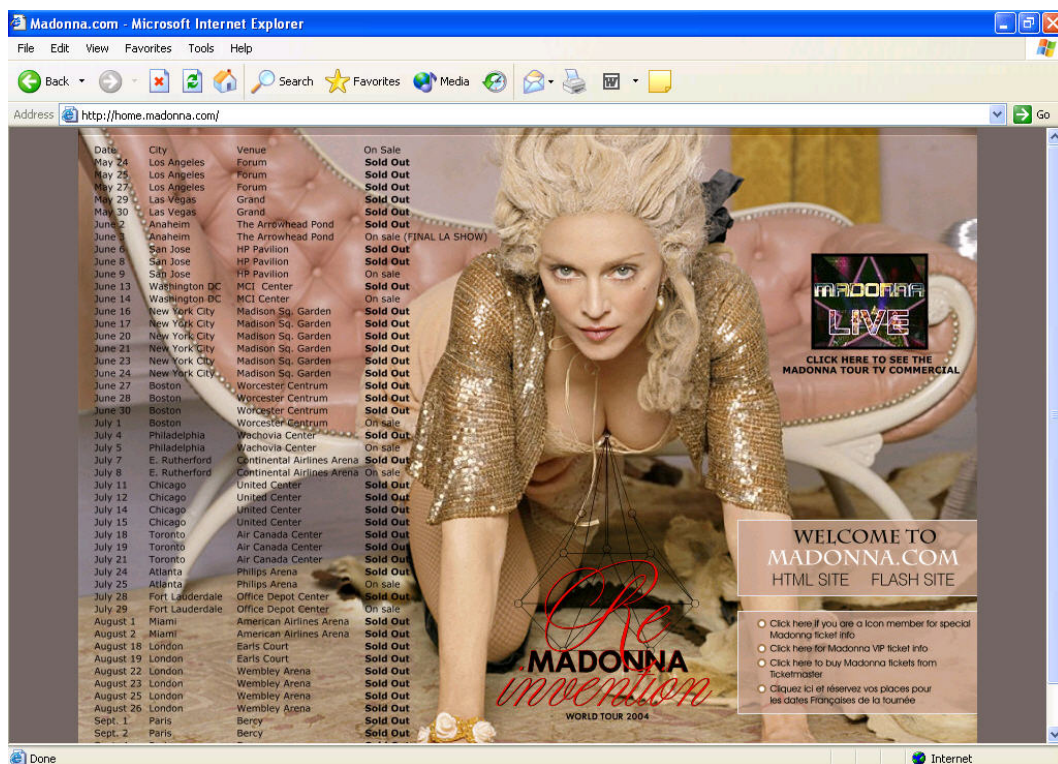 Madonna.com - Microsoft Internet Explorer
File Edit View Favorites Tools Help
Back Search Favorites Media
Address http://home.madonna.com/ Go
Date City Venue On Sale
May 24 Los Angeles Forum Sold Out
May 25 Los Angeles Forum Sold Out
May 27 Los Angeles Forum Sold Out
May 29 Las Vegas Grand Sold Out
May 30 Las Vegas Grand Sold Out
June 2 Anaheim The Arrowhead Pond Sold Out
June 3 Anaheim The Arrowhead Pond On sale (FINAL LA SHOW)
June 6 San Jose HP Pavilion Sold Out
June 8 San Jose HP Pavilion Sold Out
June 9 San Jose HP Pavilion On sale
June 13 Washington DC MCI Center Sold Out
June 14 Washington DC MCI Center On sale
June 16 New York City Madison Sq. Garden Sold Out
June 17 New York City Madison Sq. Garden Sold Out
June 20 New York City Madison Sq. Garden Sold Out
June 21 New York City Madison Sq. Garden Sold Out
June 23 New York City Madison Sq. Garden Sold Out
June 24 New York City Madison Sq. Garden Sold Out
June 27 Boston Worcester Centrum Sold Out
June 28 Boston Worcester Centrum Sold Out
June 30 Boston Worcester Centrum Sold Out
July 1 Boston Worcester Centrum On sale
July 4 Philadelphia Wachovia Center Sold Out
July 5 Philadelphia Wachovia Center On sale
July 7 E. Rutherford Continental Airlines Arena Sold Out
July 8 E. Rutherford Continental Airlines Arena On sale
July 11 Chicago United Center Sold Out
July 12 Chicago United Center Sold Out
July 14 Chicago United Center Sold Out
July 15 Chicago United Center Sold Out
July 18 Toronto Air Canada Center Sold Out
July 19 Toronto Air Canada Center Sold Out
July 21 Toronto Air Canada Center Sold Out
July 24 Atlanta Philips Arena Sold Out
July 25 Atlanta Philips Arena On sale
July 28 Fort Lauderdale Office Depot Center Sold Out
July 29 Fort Lauderdale Office Depot Center On sale
August 1 Miami American Airlines Arena Sold Out
August 2 Miami American Airlines Arena Sold Out
August 18 London Earls Court Sold Out
August 19 London Earls Court Sold Out
August 22 London Wembley Arena Sold Out
August 23 London Wembley Arena Sold Out
August 25 London Wembley Arena Sold Out
August 26 London Wembley Arena Sold Out
Sept. 1 Paris Bercy Sold Out
Sept. 2 Paris Bercy Sold Out
MADONNA
LIVE
CLICK HERE TO SEE THE
MADONNA TOUR TV COMMERCIAL
Re
MADONNA
invention
WORLD TOUR 2004
WELCOME TO
MADONNA.COM
HTML SITE FLASH SITE
Click here if you are a Icon member for special
Madonna ticket info
Click here for Madonna VIP ticket info
Click here to buy Madonna tickets from
Ticketmaster
Cliquez ici et réservez vos places pour
les dates Françaises de la tournée
Done Internet